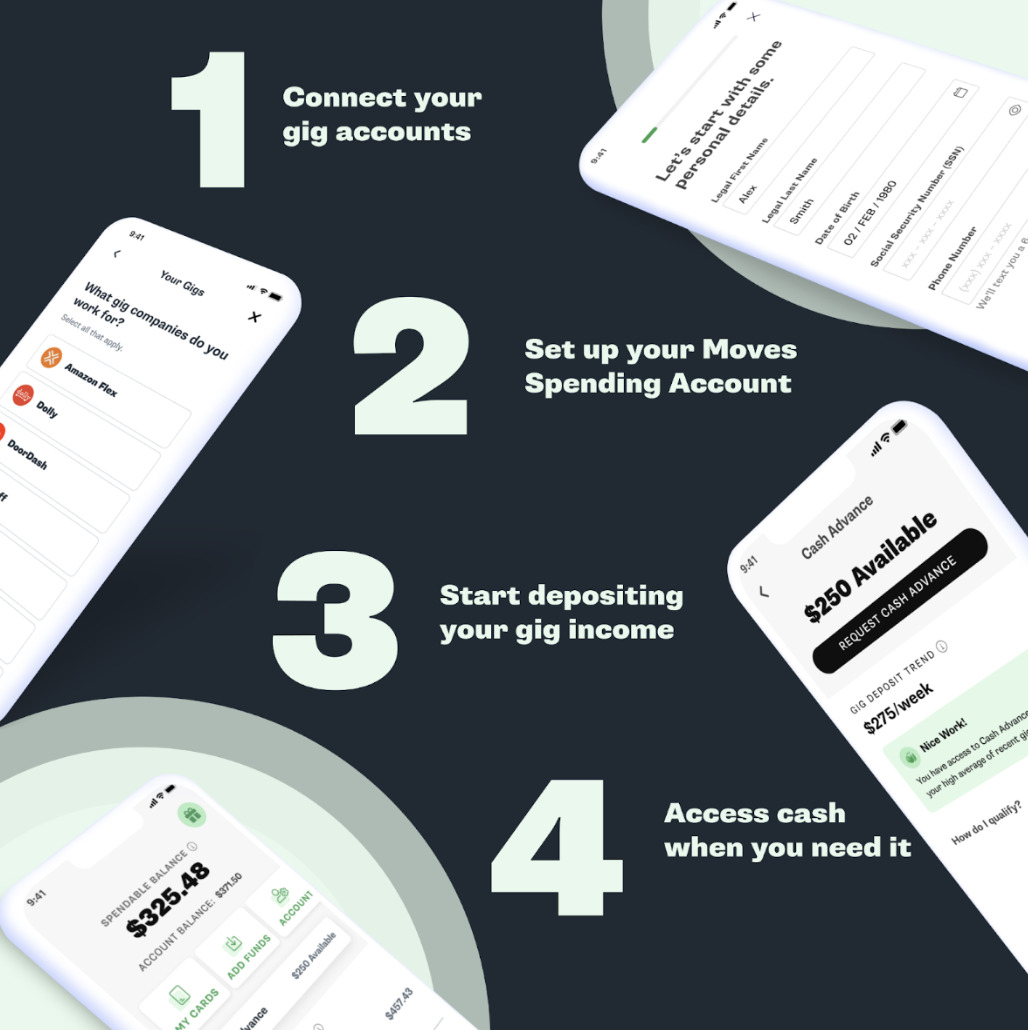 1
Connect your
gig accounts
9:41
Let's start with some
personal details.
Legal First Name
Alex
Legal Last Name
Smith
Date of Birth
02 / FEB / 1980
Social Security Number (SSN)
xxx - xxx - xxxx
Phone Number
(xxx) xxx - xxxx
We'll text you a 6
9:41
Your Gigs
What gig companies do you
work for?
Select all that apply.
Amazon Flex
dolly
Dolly
DoorDash
ff
2
Set up your Moves
Spending Account
3
Start depositing
your gig income
9:41
Cash Advance
$250 Available
REQUEST CASH ADVANCE
GIG DEPOSIT TREND
$275/week
Nice Work!
You have access to Cash Advance
your high average of recent gi
How do I qualify?
4
Access cash
when you need it
9:41
SPENDABLE BALANCE
$325.48
ACCOUNT BALANCE: $371.50
MY CARDS
ADD FUNDS
ACCOUNT
vance
$250 Available
$457.43